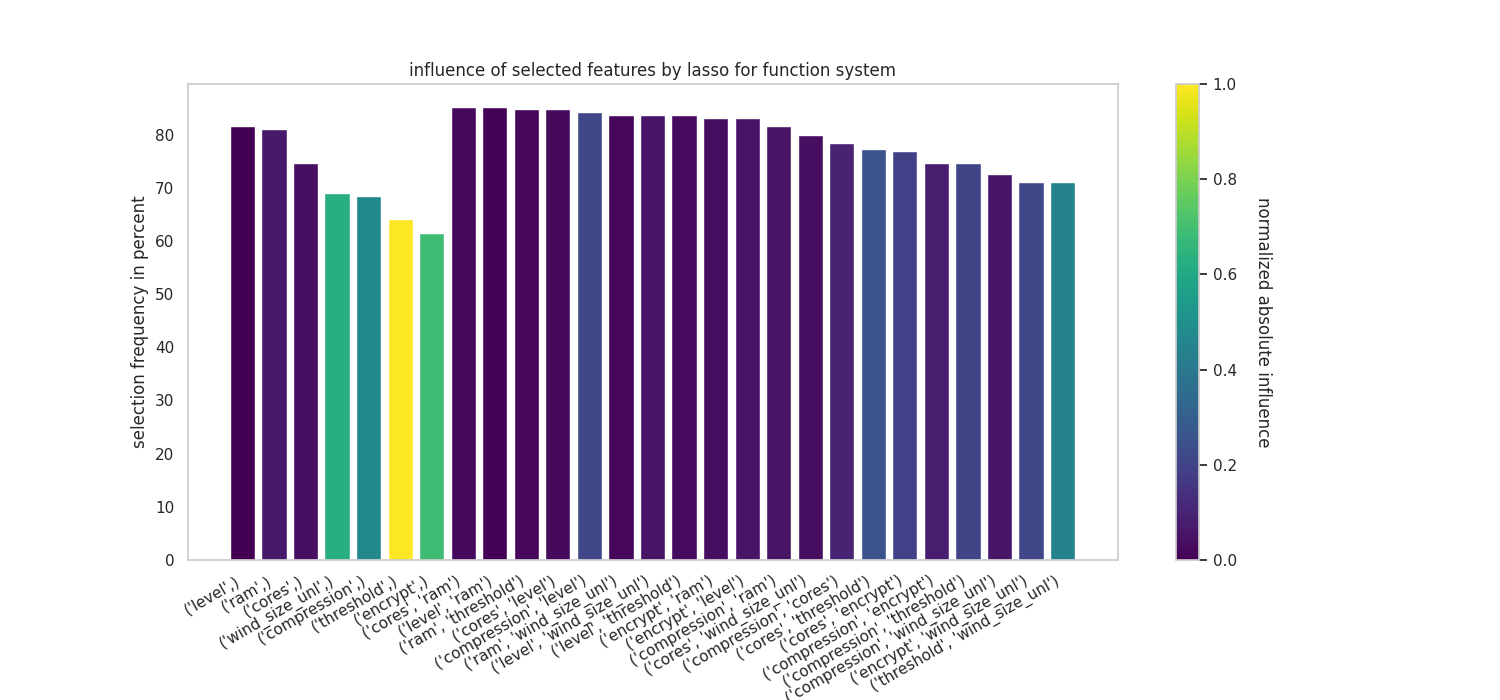 influence of selected features by lasso for function system
selection frequency in percent
80
70
60
50
40
30
20
10
0
('level',)
('ram',)
('cores',)
('wind_size_unl',)
('compression',)
('threshold',)
('encrypt',)
('cores', 'ram')
('level', 'ram')
('ram', 'threshold')
('cores', 'level')
('compression', 'level')
('ram', 'wind_size_unl')
('level', 'wind_size_unl')
('level', 'threshold')
('encrypt', 'ram')
('encrypt', 'level')
('compression', 'ram')
('cores', 'wind_size_unl')
('compression', 'cores')
('cores', 'threshold')
('cores', 'encrypt')
('compression', 'encrypt')
('compression', 'threshold')
('compression', 'wind_size_unl')
('encrypt', 'wind_size_unl')
('threshold', 'wind_size_unl')
1.0
0.8
0.6
0.4
0.2
0.0
normalized absolute influence